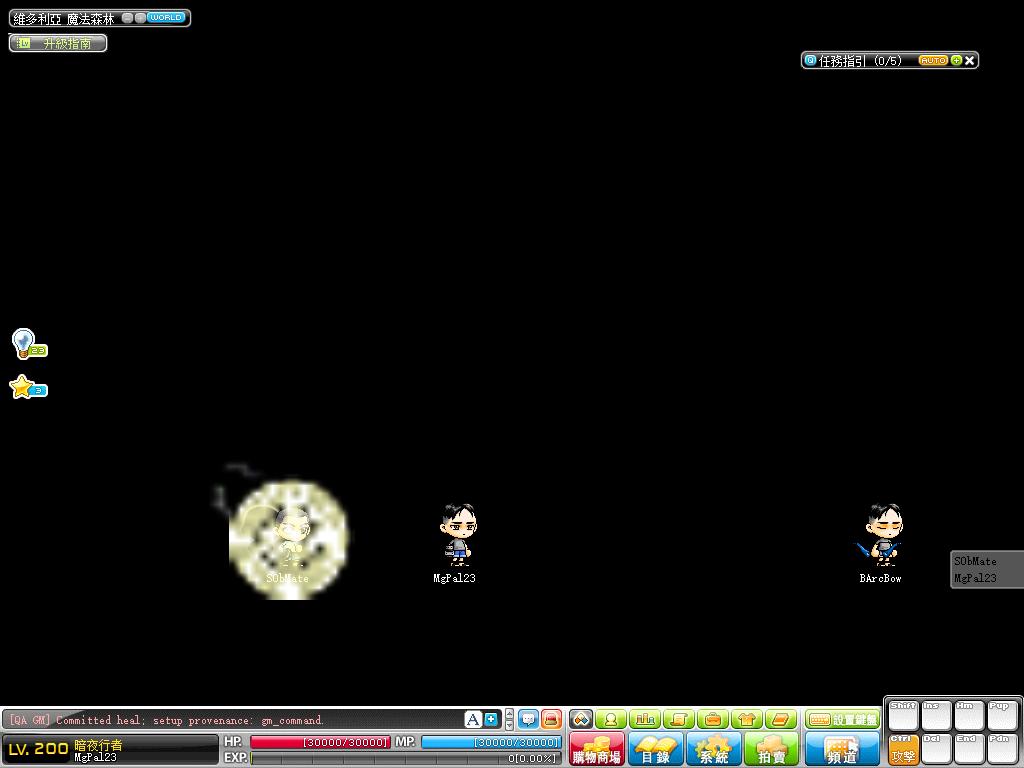 維多利亞 魔法森林 WORLD
Lv 升級指南
Q 任務指引 (0/5) AUTO
23
3
SObMate
MgPal23
BArcBow
SObMate
MgPal23
[QA GM] Committed heal; setup provenance: gm_command.
A
設置鍵盤
LV. 200 暗夜行者
MgPal23
HP. [30000/30000] MP. [30000/30000]
EXP. 0[0.00%]
購物商場 目錄 系統 拍賣 頻道
Shift Ins Hm Pup
Ctrl Del End Pdn
攻擊